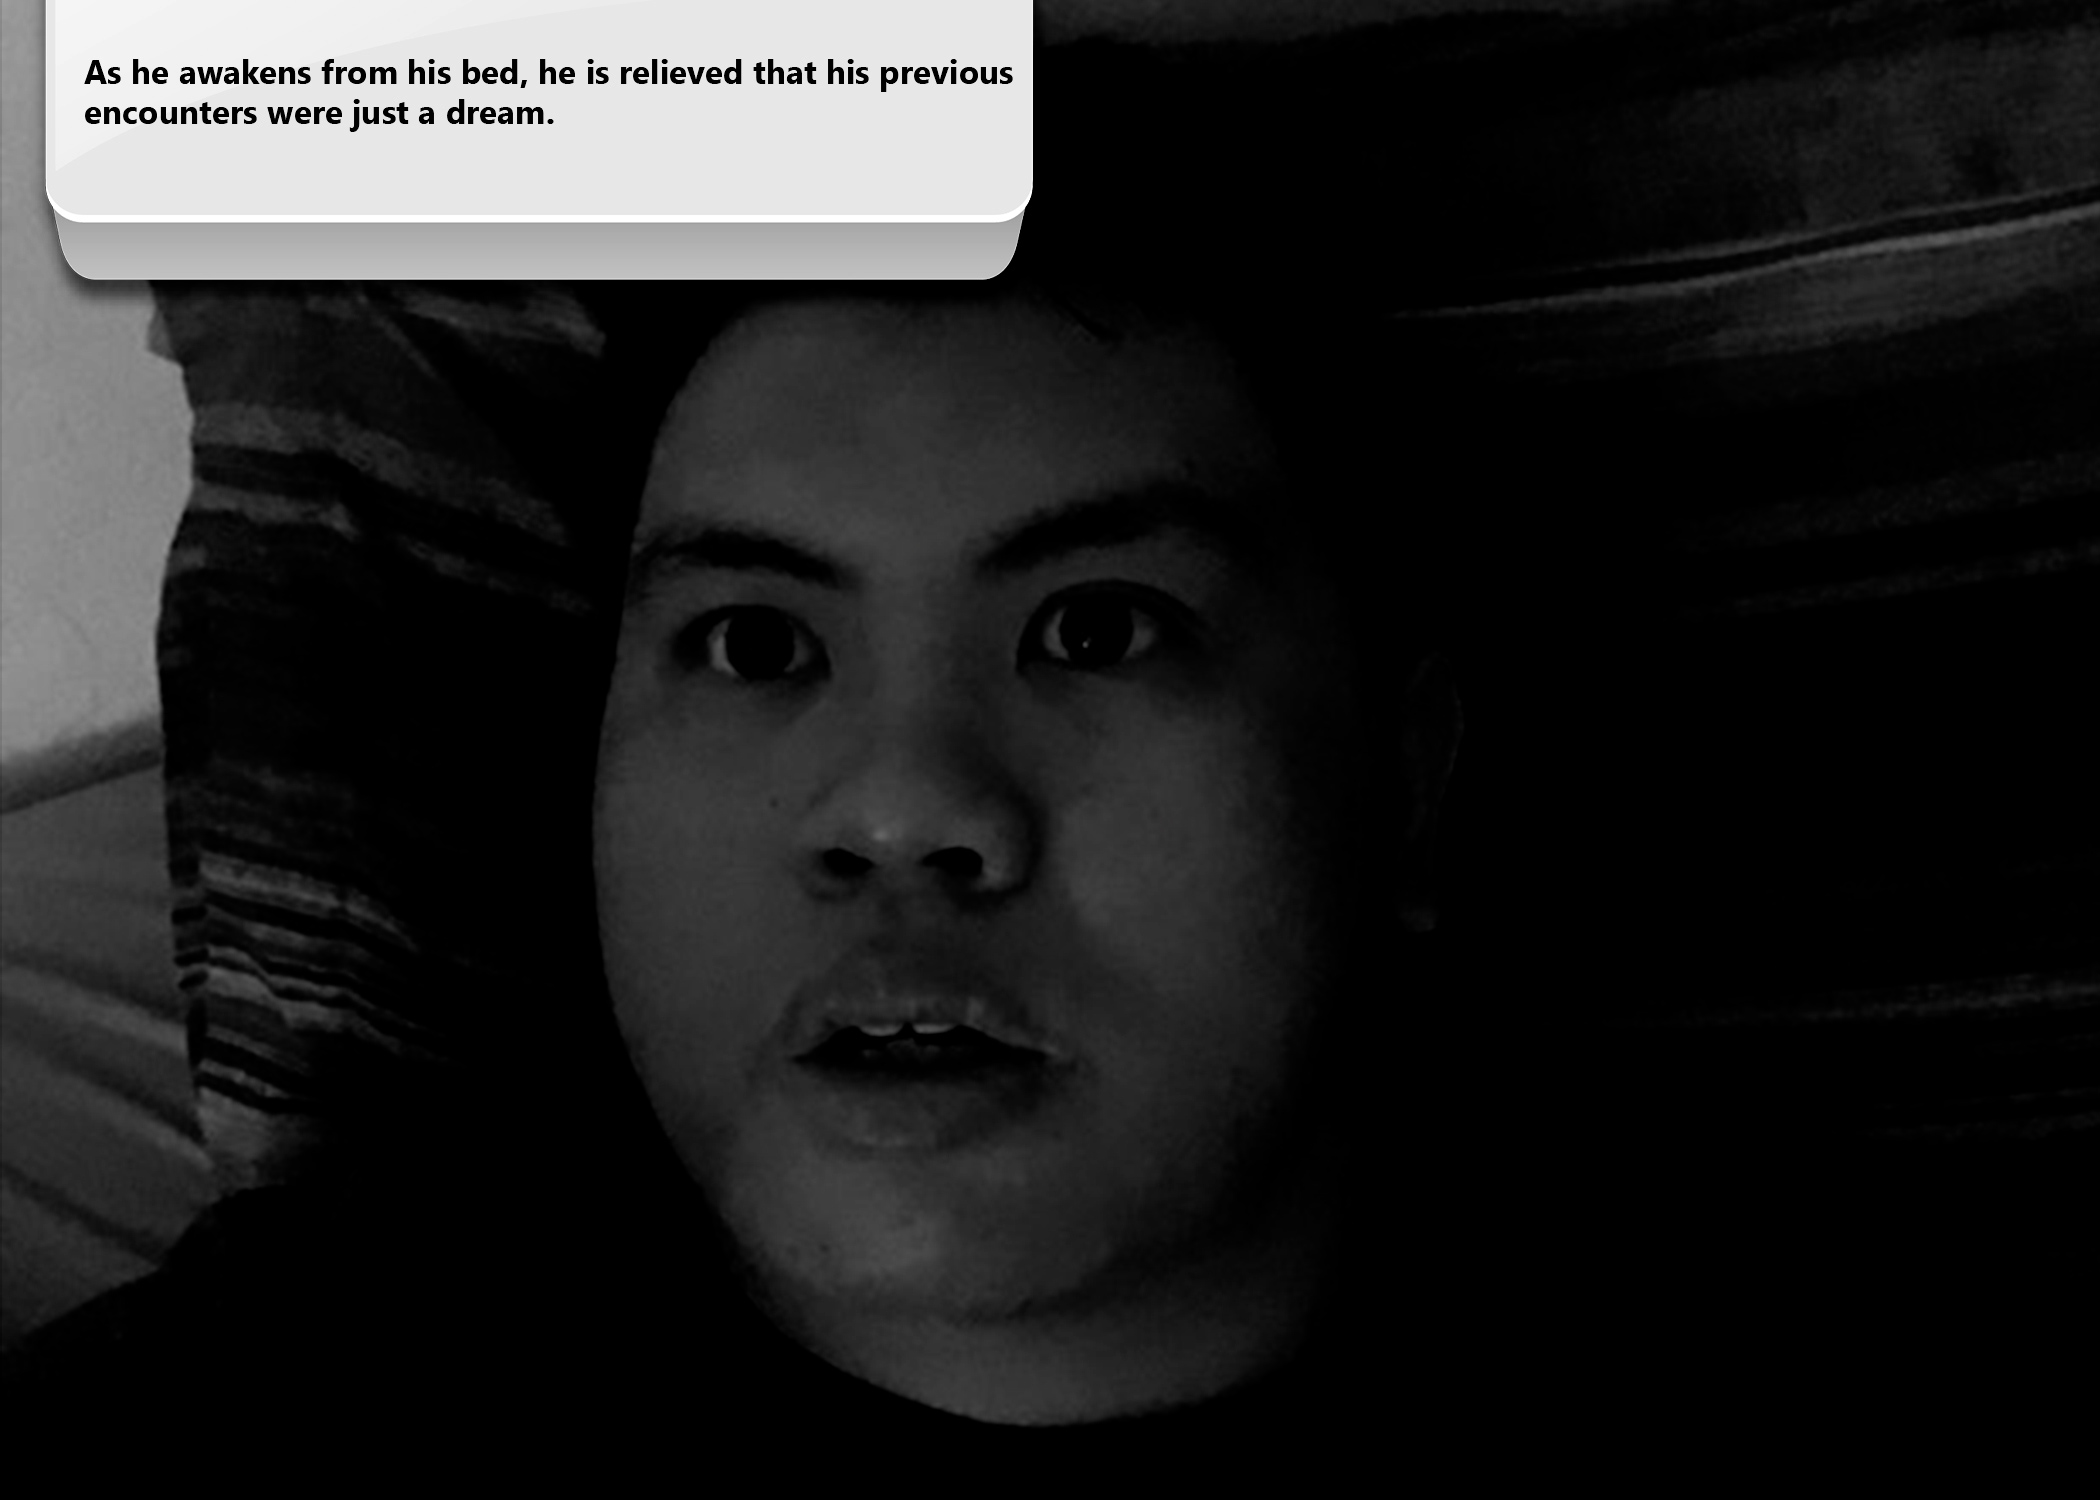 As he awakens from his bed, he is relieved that his previous
encounters were just a dream.